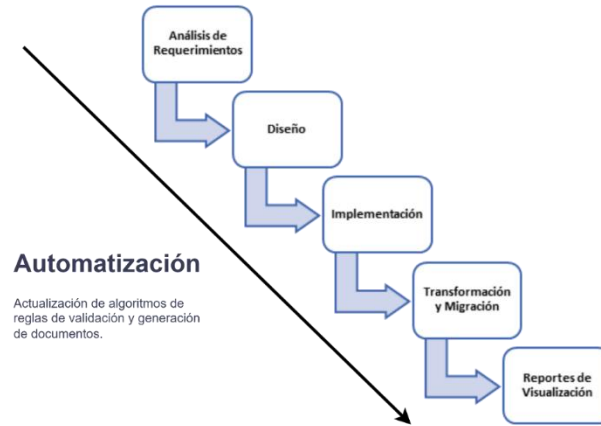 Análisis de
Requerimientos
Diseño
Implementación
Automatización
Actualización de algoritmos de
reglas de validación y generación
de documentos.
Transformación
y Migración
Reportes de
Visualización